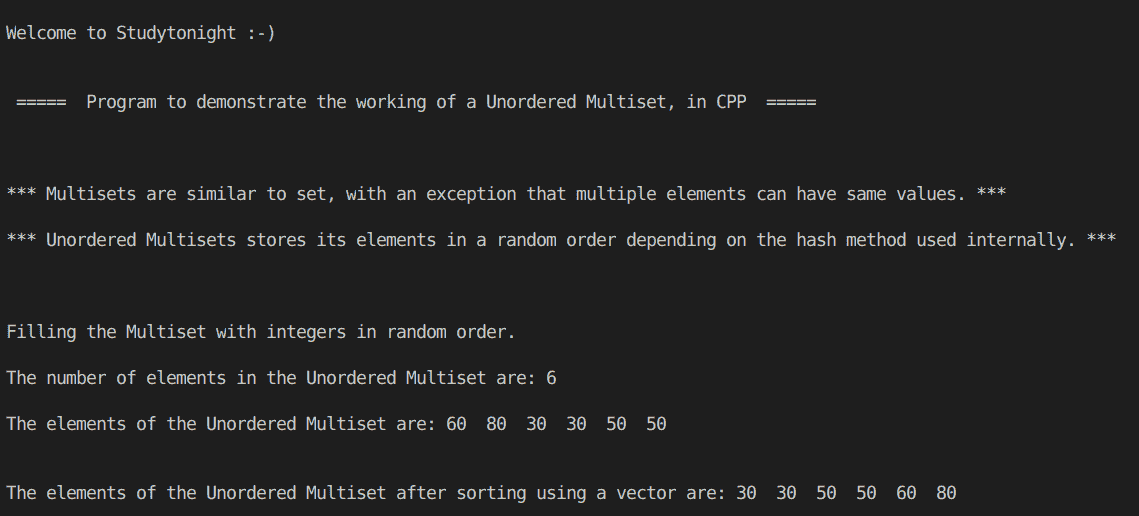 Welcome to Studytonight :-)
===== Program to demonstrate the working of a Unordered Multiset, in CPP =====
*** Multisets are similar to set, with an exception that multiple elements can have same values. ***
*** Unordered Multisets stores its elements in a random order depending on the hash method used internally. ***
Filling the Multiset with integers in random order.
The number of elements in the Unordered Multiset are: 6
The elements of the Unordered Multiset are: 60  80  30  30  50  50
The elements of the Unordered Multiset after sorting using a vector are: 30  30  50  50  60  80